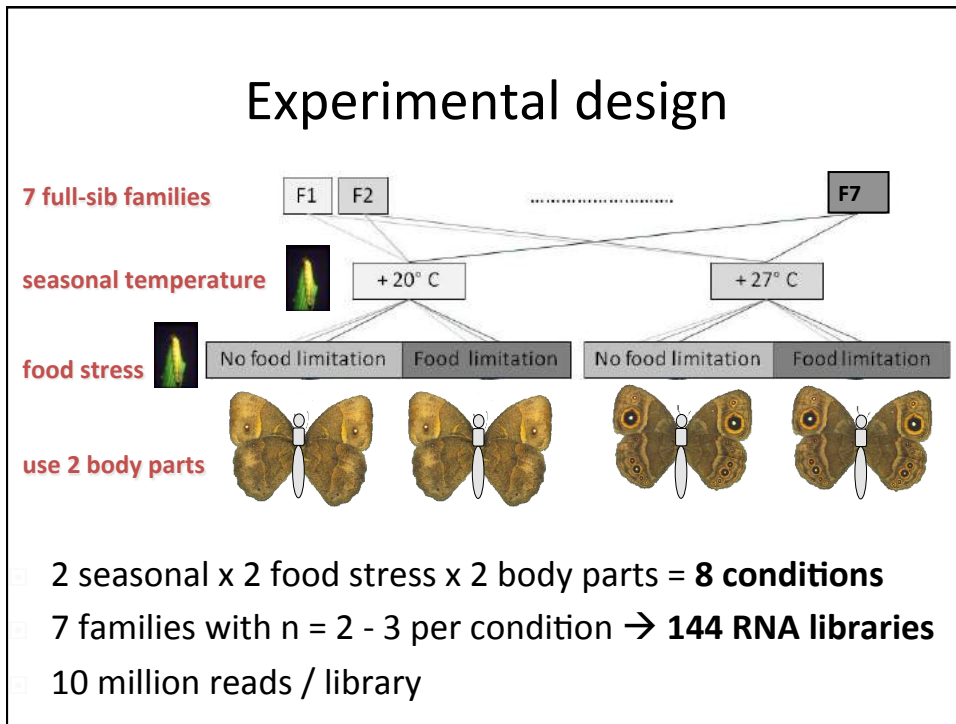 Experimental design
7 full-sib families
F1 F2 ........................... F7
seasonal temperature
+ 20° C + 27° C
food stress
No food limitation Food limitation No food limitation Food limitation
use 2 body parts
2 seasonal x 2 food stress x 2 body parts = 8 conditions
7 families with n = 2 - 3 per condition → 144 RNA libraries
10 million reads / library